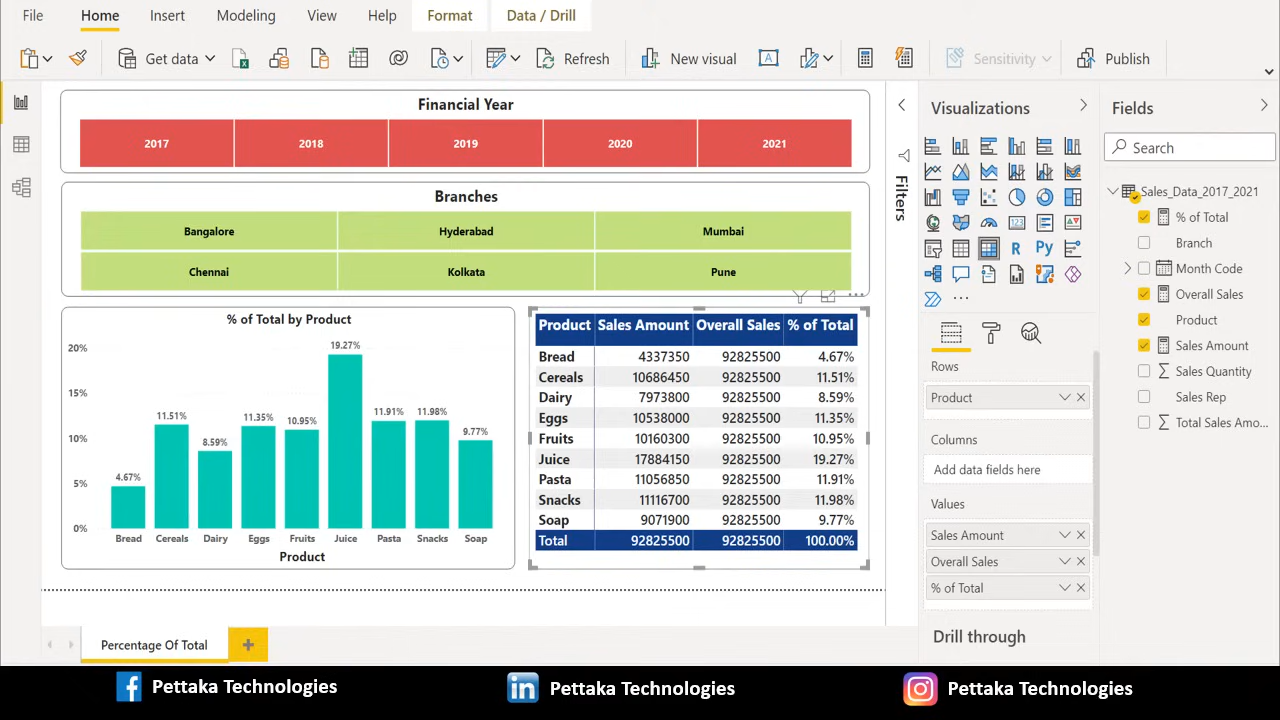 File Home Insert Modeling View Help Format Data / Drill
Get data Refresh New visual Sensitivity Publish
Financial Year
2017 2018 2019 2020 2021
Branches
Bangalore Hyderabad Mumbai
Chennai Kolkata Pune
% of Total by Product
20%
15%
10%
5%
0%
4.67% 11.51% 8.59% 11.35% 10.95% 19.27% 11.91% 11.98% 9.77%
Bread Cereals Dairy Eggs Fruits Juice Pasta Snacks Soap
Product
Product Sales Amount Overall Sales % of Total
Bread 4337350 92825500 4.67%
Cereals 10686450 92825500 11.51%
Dairy 7973800 92825500 8.59%
Eggs 10538000 92825500 11.35%
Fruits 10160300 92825500 10.95%
Juice 17884150 92825500 19.27%
Pasta 11056850 92825500 11.91%
Snacks 11116700 92825500 11.98%
Soap 9071900 92825500 9.77%
Total 92825500 92825500 100.00%
Filters
Visualizations
R Py
Rows
Product
Columns
Add data fields here
Values
Sales Amount
Overall Sales
% of Total
Drill through
Fields
Search
Sales_Data_2017_2021
% of Total
Branch
Month Code
Overall Sales
Product
Sales Amount
Sales Quantity
Sales Rep
Total Sales Amo...
Percentage Of Total
Pettaka Technologies Pettaka Technologies Pettaka Technologies